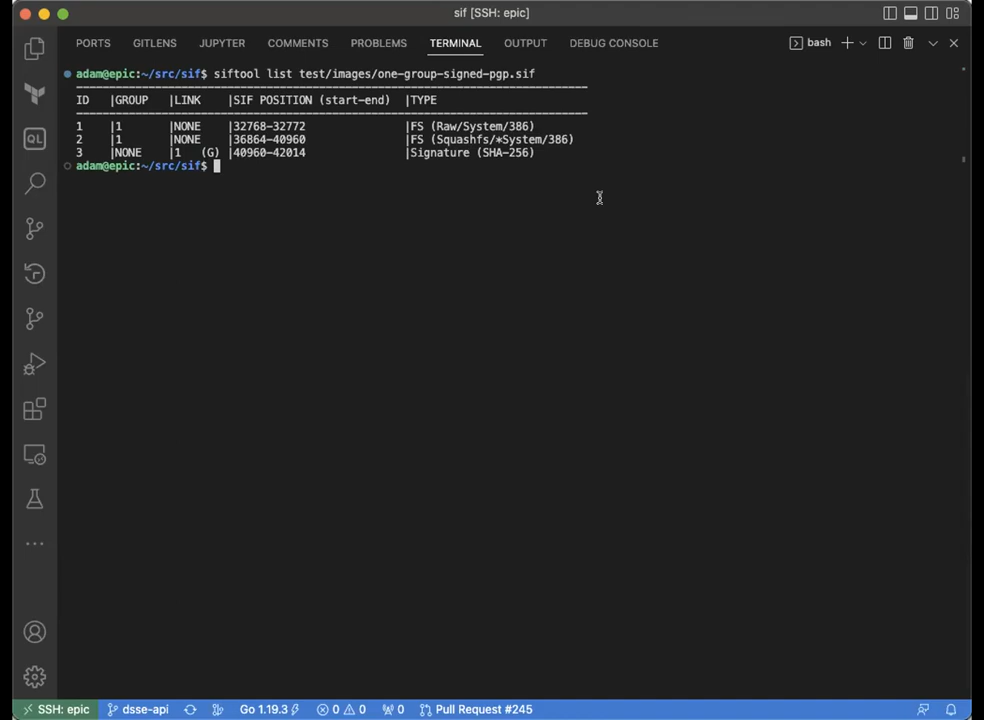 sif [SSH: epic]
PORTS GITLENS JUPYTER COMMENTS PROBLEMS TERMINAL OUTPUT DEBUG CONSOLE bash
adam@epic:~/src/sif$ siftool list test/images/one-group-signed-pgp.sif
------------------------------------------------------------------------------
ID |GROUP |LINK |SIF POSITION (start-end) |TYPE
------------------------------------------------------------------------------
1 |1 |NONE |32768-32772 |FS (Raw/System/386)
2 |1 |NONE |36864-40960 |FS (Squashfs/*System/386)
3 |NONE |1 (G) |40960-42014 |Signature (SHA-256)
adam@epic:~/src/sif$
QL
SSH: epic dsse-api Go 1.19.3 0 0 0 Pull Request #245